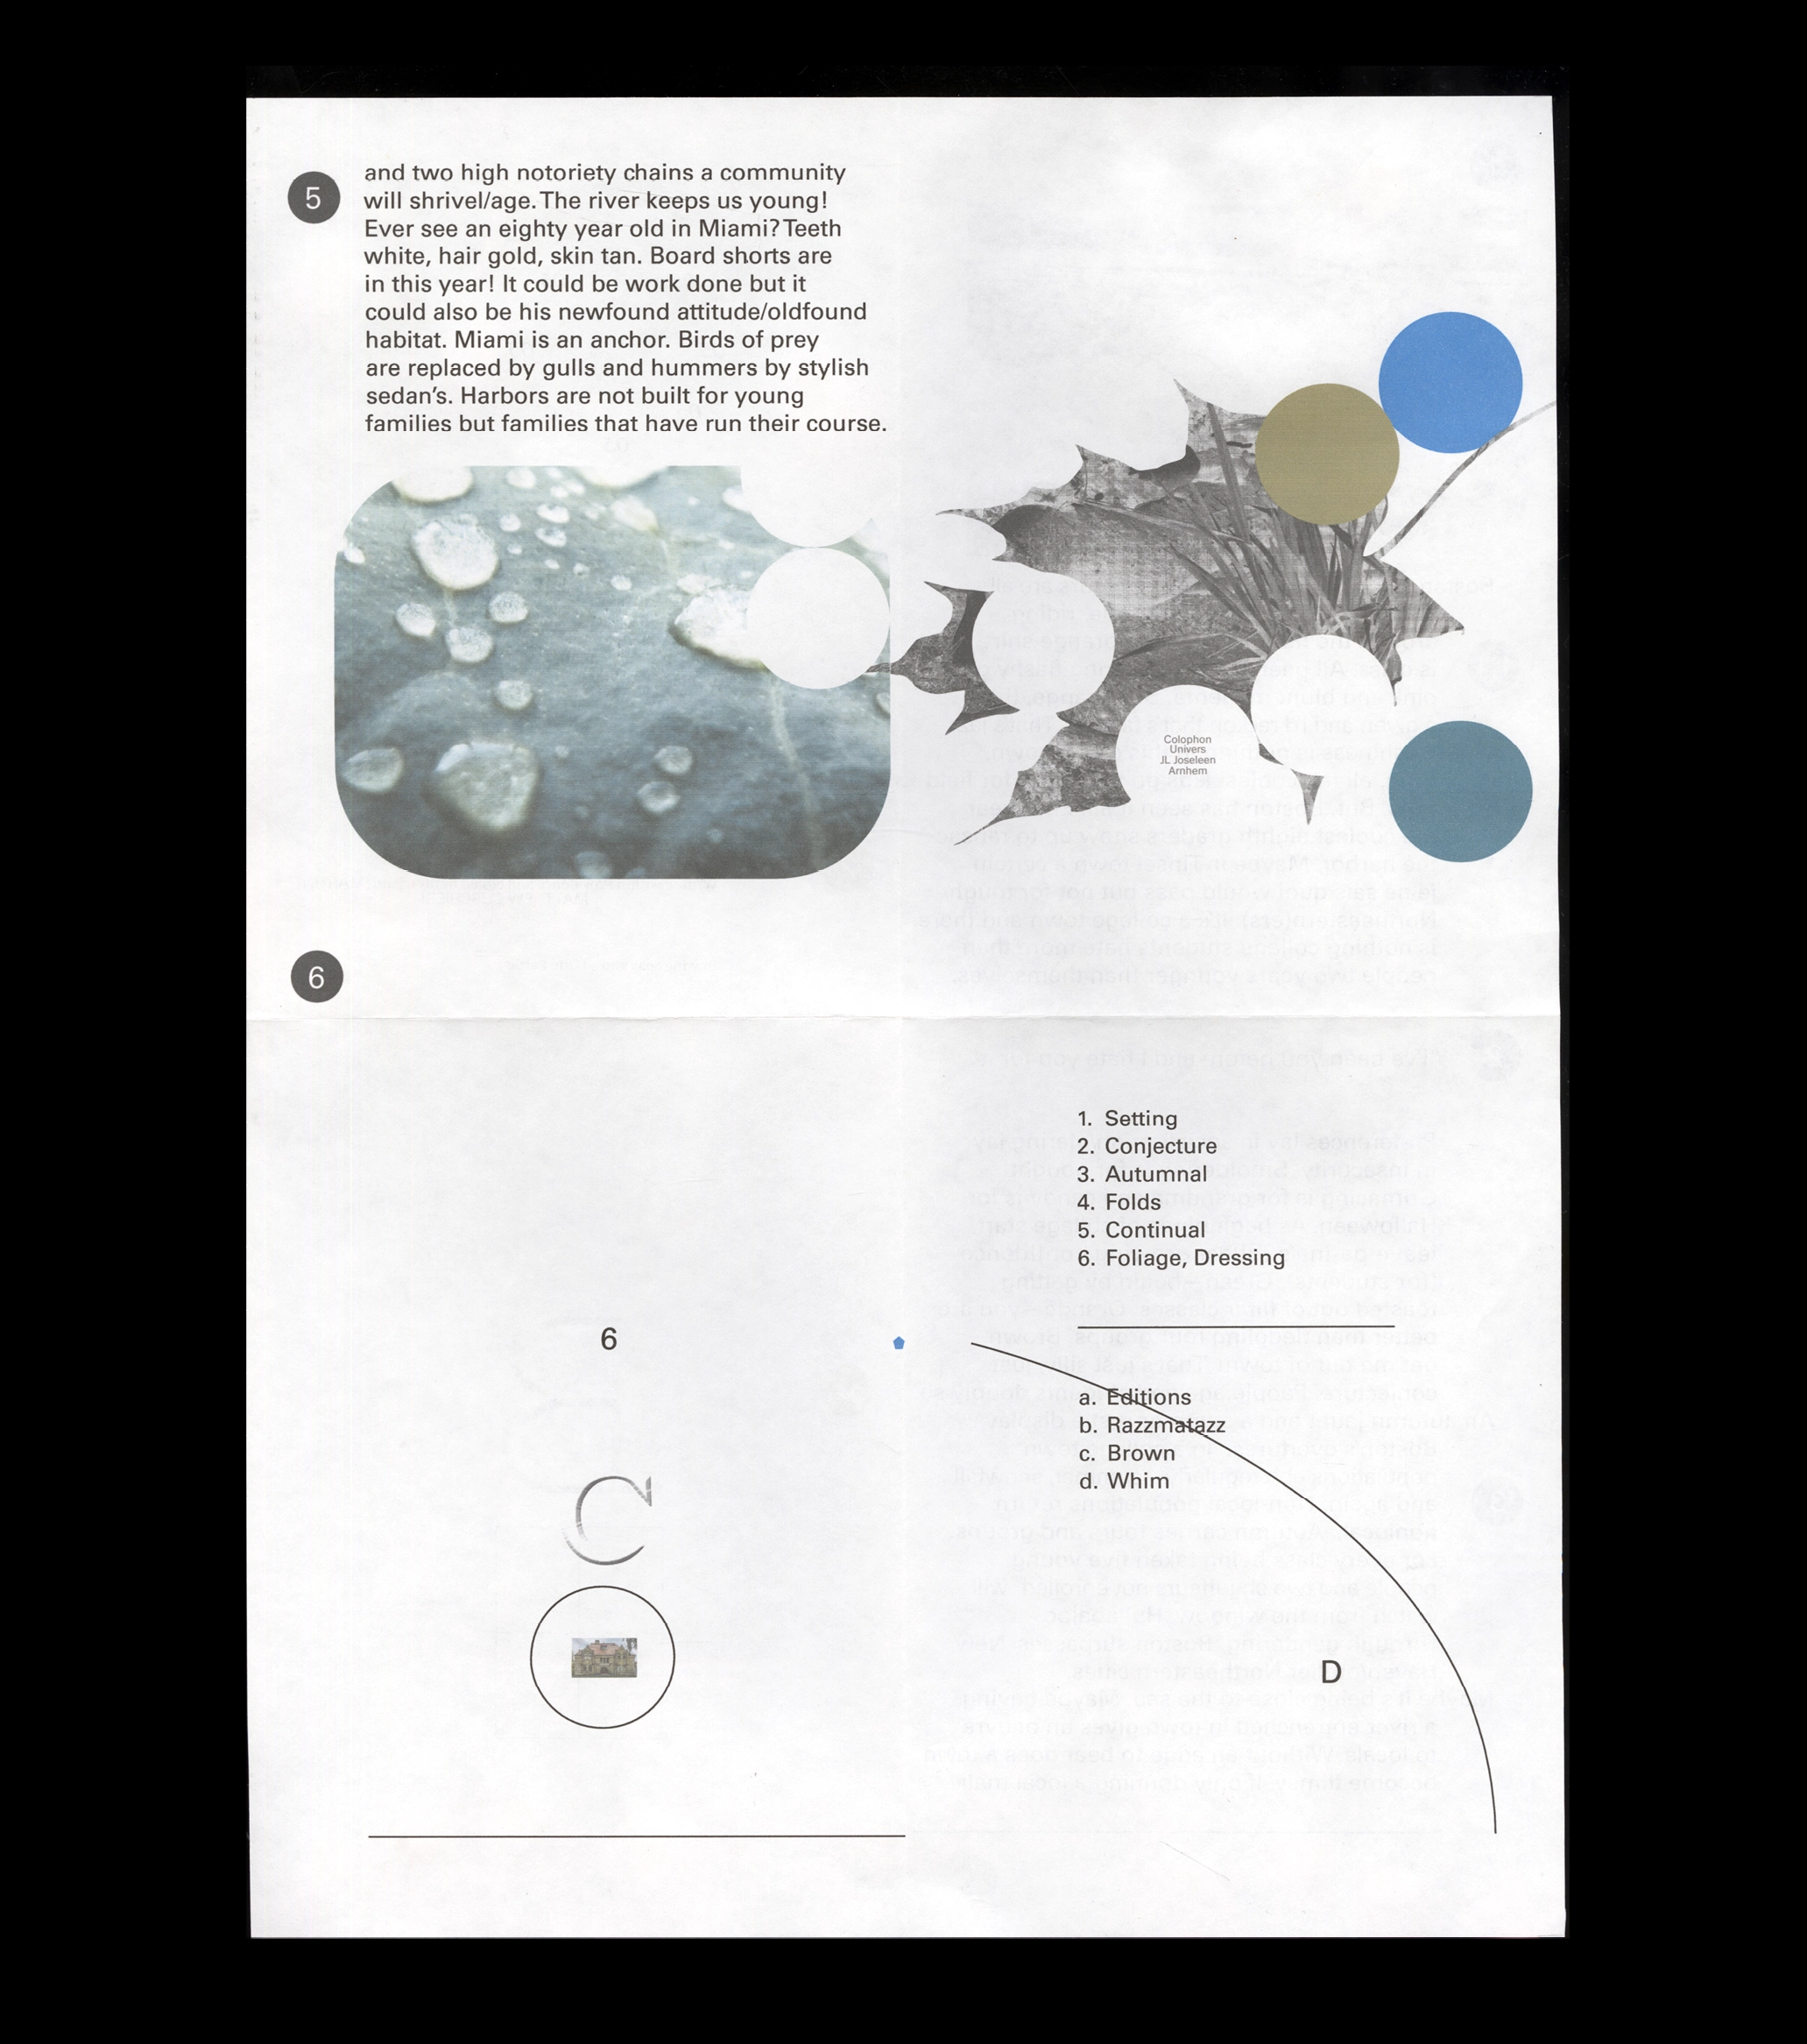 5
and two high notoriety chains a community
will shrivel/age. The river keeps us young!
Ever see an eighty year old in Miami? Teeth
white, hair gold, skin tan. Board shorts are
in this year! It could be work done but it
could also be his newfound attitude/oldfound
habitat. Miami is an anchor. Birds of prey
are replaced by gulls and hummers by stylish
sedan's. Harbors are not built for young
families but families that have run their course.
Colophon
Univers
JL Joseleen
Arnhem
6
1. Setting
2. Conjecture
3. Autumnal
4. Folds
5. Continual
6. Foliage, Dressing
6
a. Editions
b. Razzmatazz
c. Brown
d. Whim
C
D